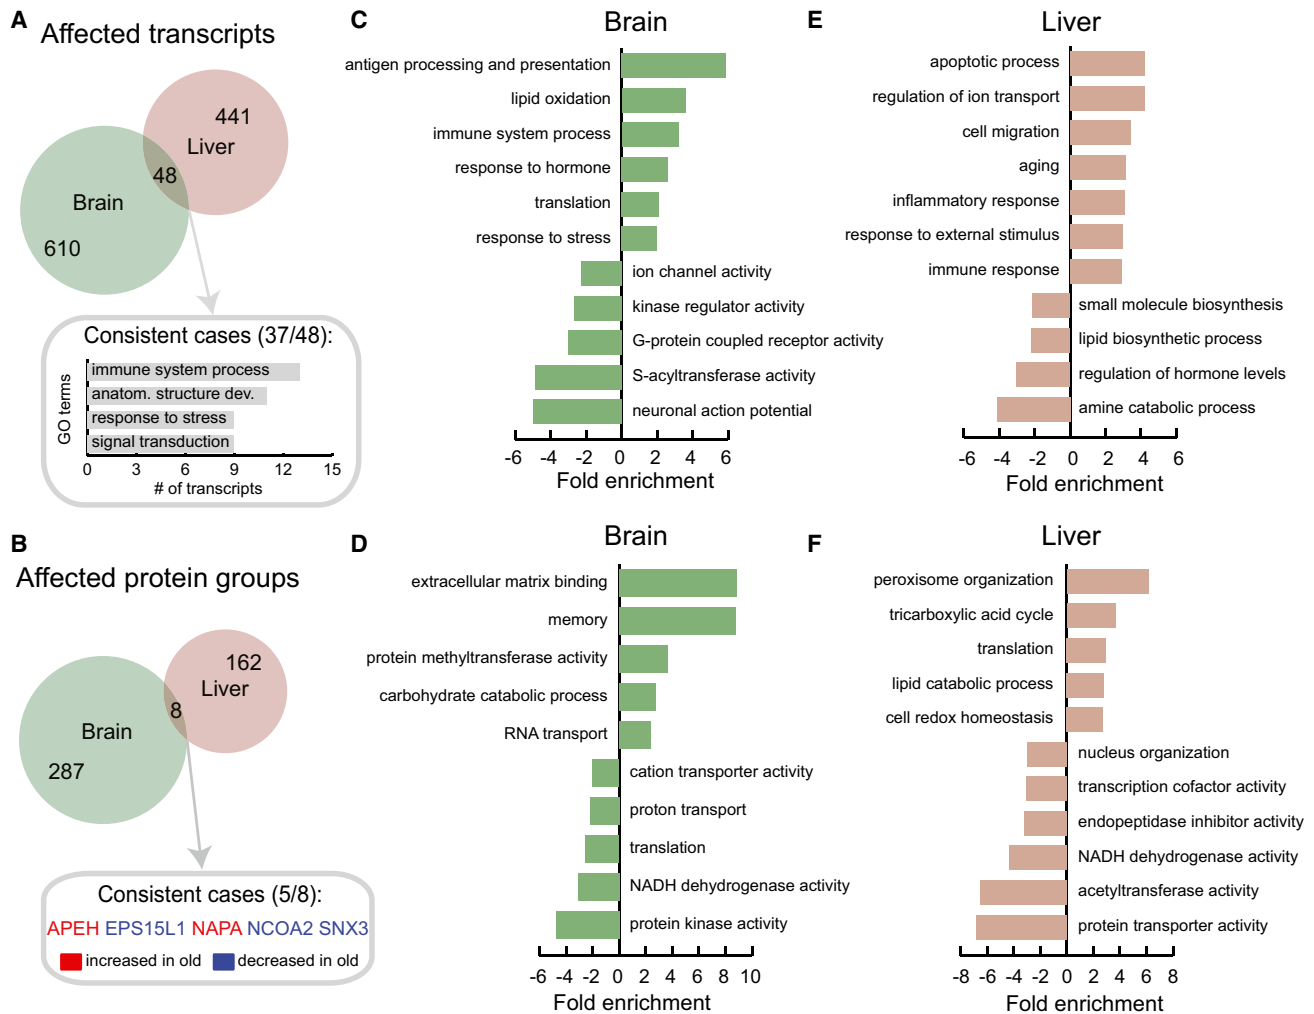 A
Affected transcripts
441
Liver
48
Brain
610
Consistent cases (37/48):
GO terms
immune system process
anatom. structure dev.
response to stress
signal transduction
0 3 6 9 12 15
# of transcripts
B
Affected protein groups
162
Liver
8
Brain
287
Consistent cases (5/8):
APEH EPS15L1 NAPA NCOA2 SNX3
increased in old decreased in old
C
Brain
antigen processing and presentation
lipid oxidation
immune system process
response to hormone
translation
response to stress
ion channel activity
kinase regulator activity
G-protein coupled receptor activity
S-acyltransferase activity
neuronal action potential
-6 -4 -2 0 2 4 6
Fold enrichment
D
Brain
extracellular matrix binding
memory
protein methyltransferase activity
carbohydrate catabolic process
RNA transport
cation transporter activity
proton transport
translation
NADH dehydrogenase activity
protein kinase activity
-6 -4 -2 0 2 4 6 8 10
Fold enrichment
E
Liver
apoptotic process
regulation of ion transport
cell migration
aging
inflammatory response
response to external stimulus
immune response
small molecule biosynthesis
lipid biosynthetic process
regulation of hormone levels
amine catabolic process
-6 -4 -2 0 2 4 6
Fold enrichment
F
Liver
peroxisome organization
tricarboxylic acid cycle
translation
lipid catabolic process
cell redox homeostasis
nucleus organization
transcription cofactor activity
endopeptidase inhibitor activity
NADH dehydrogenase activity
acetyltransferase activity
protein transporter activity
-8 -6 -4 -2 0 2 4 6 8
Fold enrichment